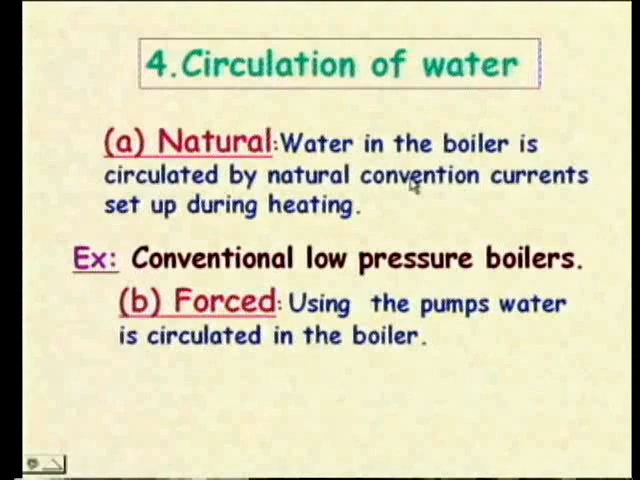 4.Circulation of water
(a) Natural:Water in the boiler is
circulated by natural convention currents
set up during heating.
Ex: Conventional low pressure boilers.
(b) Forced: Using the pumps water
is circulated in the boiler.